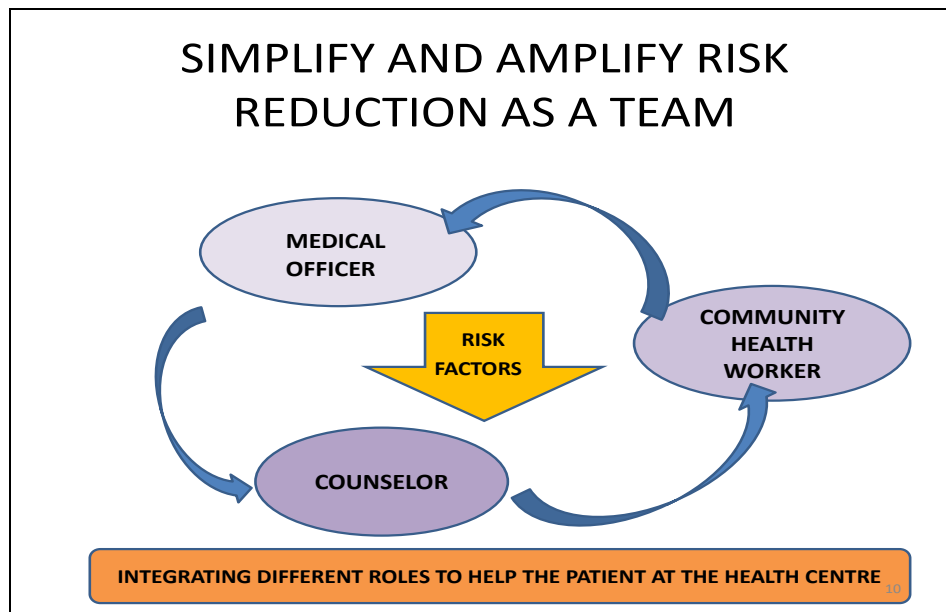 SIMPLIFY AND AMPLIFY RISK
REDUCTION AS A TEAM
MEDICAL
OFFICER
RISK
FACTORS
COMMUNITY
HEALTH
WORKER
COUNSELOR
INTEGRATING DIFFERENT ROLES TO HELP THE PATIENT AT THE HEALTH CENTRE
10